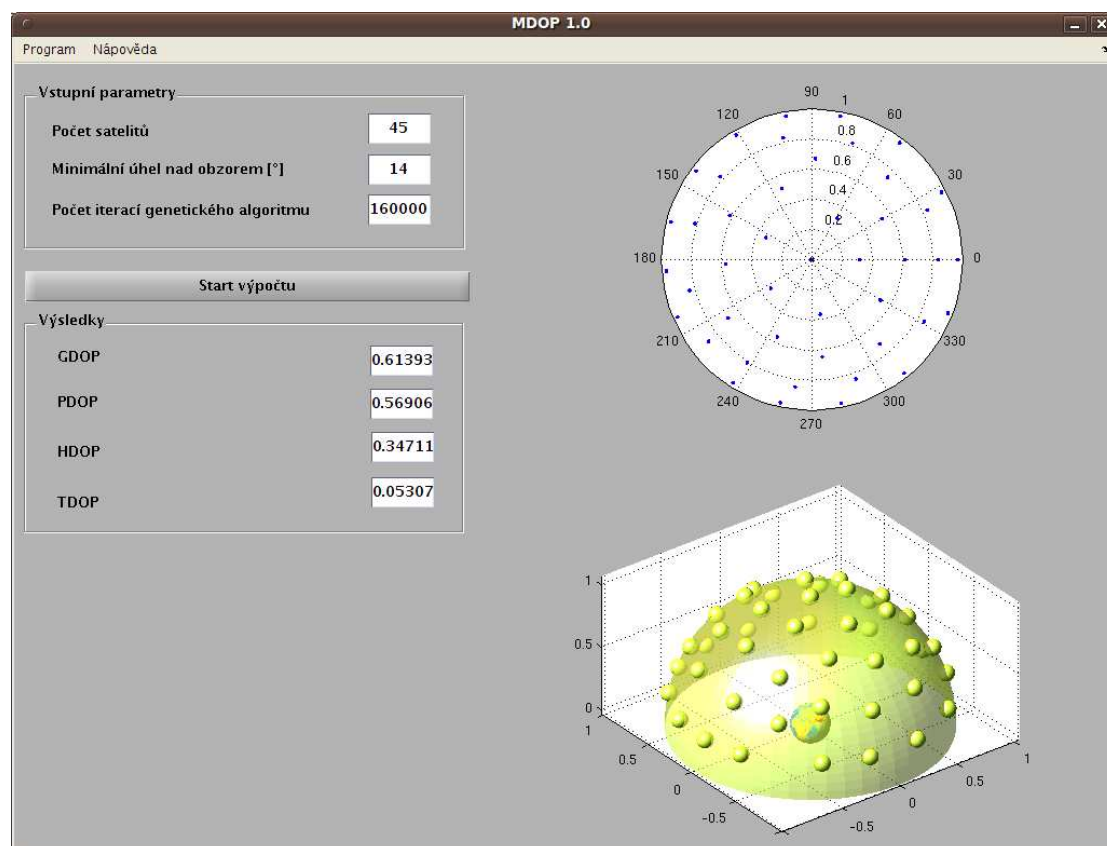 MDOP 1.0
Program Nápověda
Vstupní parametry
Počet satelitů 45
Minimální úhel nad obzorem [°] 14
Počet iterací genetického algoritmu 160000
Start výpočtu
Výsledky
GDOP 0.61393
PDOP 0.56906
HDOP 0.34711
TDOP 0.05307
90
120 1 60
0.8
0.6
150 30
0.4
0.2
180 0
210 330
240 300
270
1
0.5
0
1
0.5
0
-0.5
-0.5
0
0.5
1